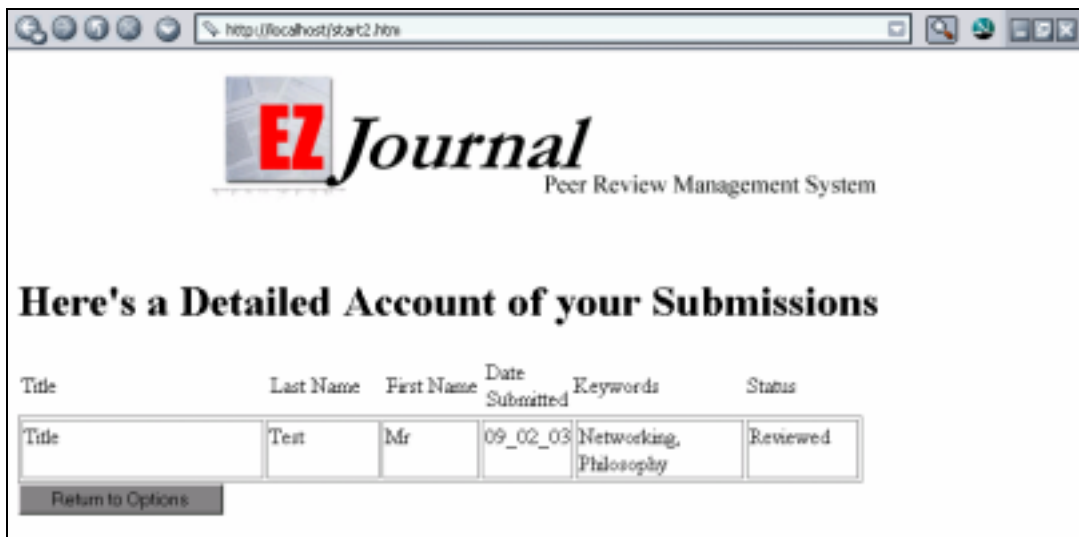 http://localhost/start2.htm
EZ Journal
Peer Review Management System
Here's a Detailed Account of your Submissions
Title Last Name First Name Date Submitted Keywords Status
Title Test Mr 09_02_03 Networking, Philosophy Reviewed
Return to Options